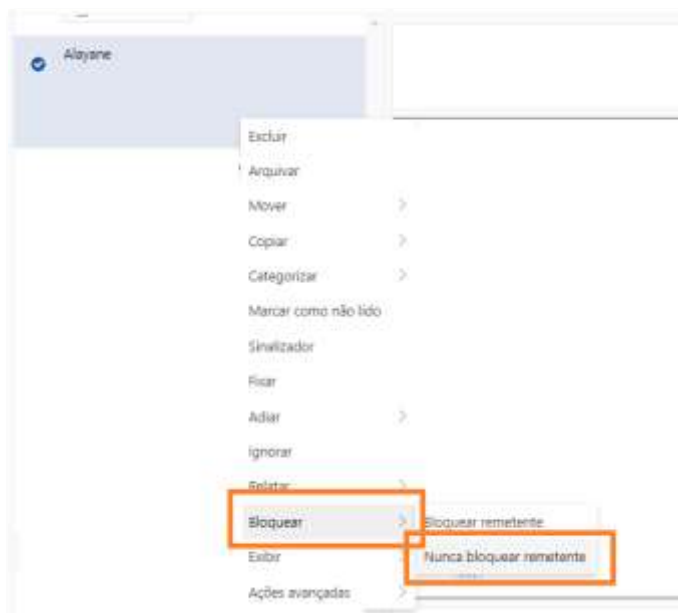 Alayane
Excluir
Arquivar
Mover
Copiar
Categorizar
Marcar como não lido
Sinalizador
Fixar
Adiar
Ignorar
Relatar
Bloquear
Bloquear remetente
Exibir
Nunca bloquear remetente
Ações avançadas